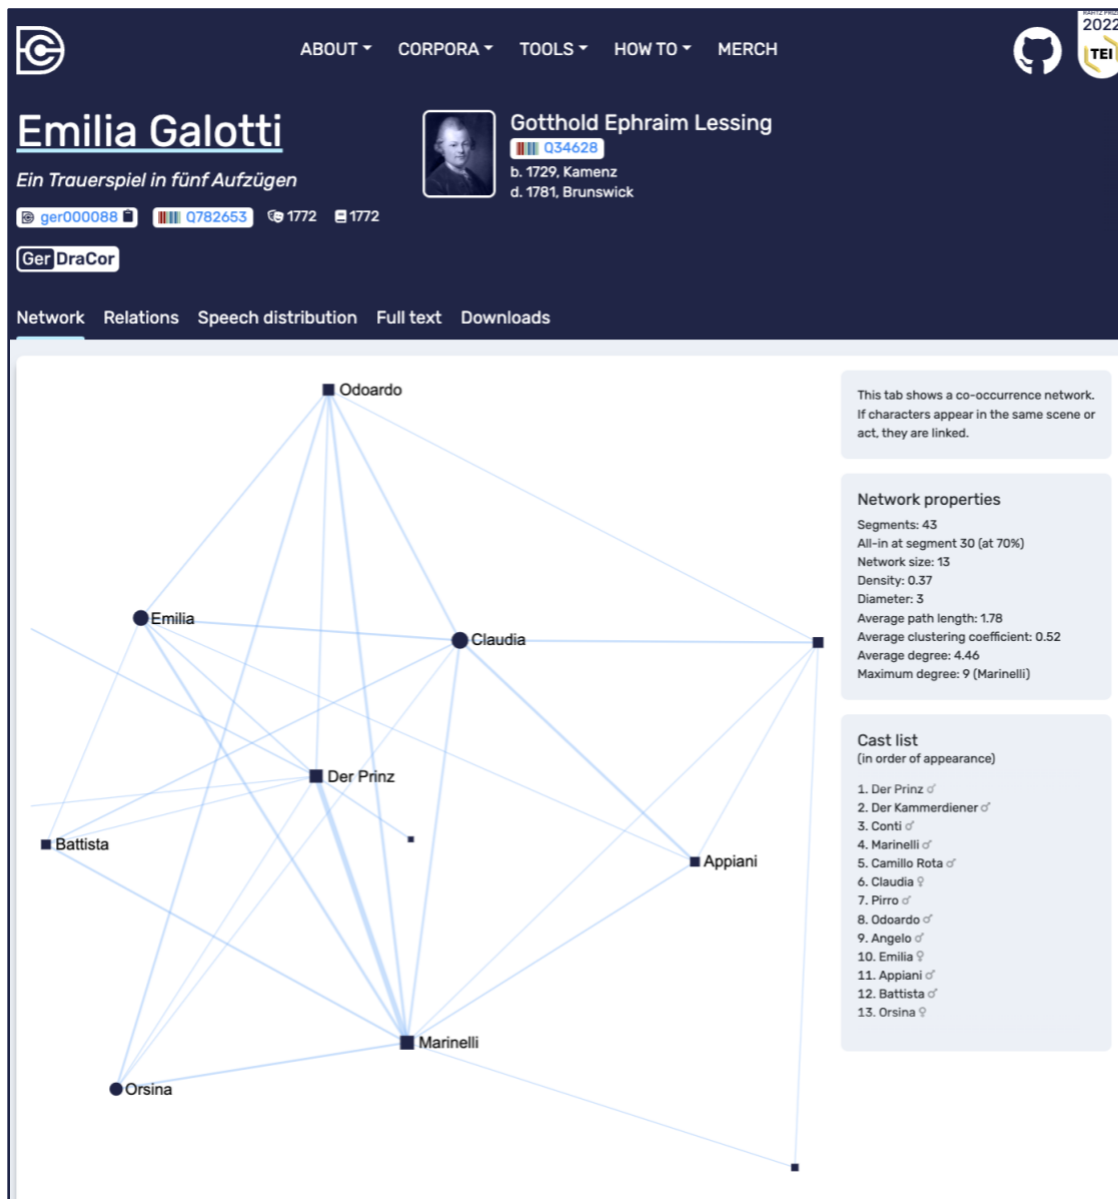 ABOUT CORPORA TOOLS HOW TO MERCH
2022
TEI
Emilia Galotti
Ein Trauerspiel in fünf Aufzügen
ger000088 Q782653 1772 1772
GerDraCor
Gotthold Ephraim Lessing
Q34628
b. 1729, Kamenz
d. 1781, Brunswick
Network Relations Speech distribution Full text Downloads
Odoardo
Emilia
Claudia
Der Prinz
Battista
Appiani
Marinelli
Orsina
This tab shows a co-occurrence network.
If characters appear in the same scene or
act, they are linked.
Network properties
Segments: 43
All-in at segment 30 (at 70%)
Network size: 13
Density: 0.37
Diameter: 3
Average path length: 1.78
Average clustering coefficient: 0.52
Average degree: 4.46
Maximum degree: 9 (Marinelli)
Cast list
(in order of appearance)
1. Der Prinz ♂
2. Der Kammerdiener ♂
3. Conti ♂
4. Marinelli ♂
5. Camillo Rota ♂
6. Claudia ♀
7. Pirro ♂
8. Odoardo ♂
9. Angelo ♂
10. Emilia ♀
11. Appiani ♂
12. Battista ♂
13. Orsina ♀